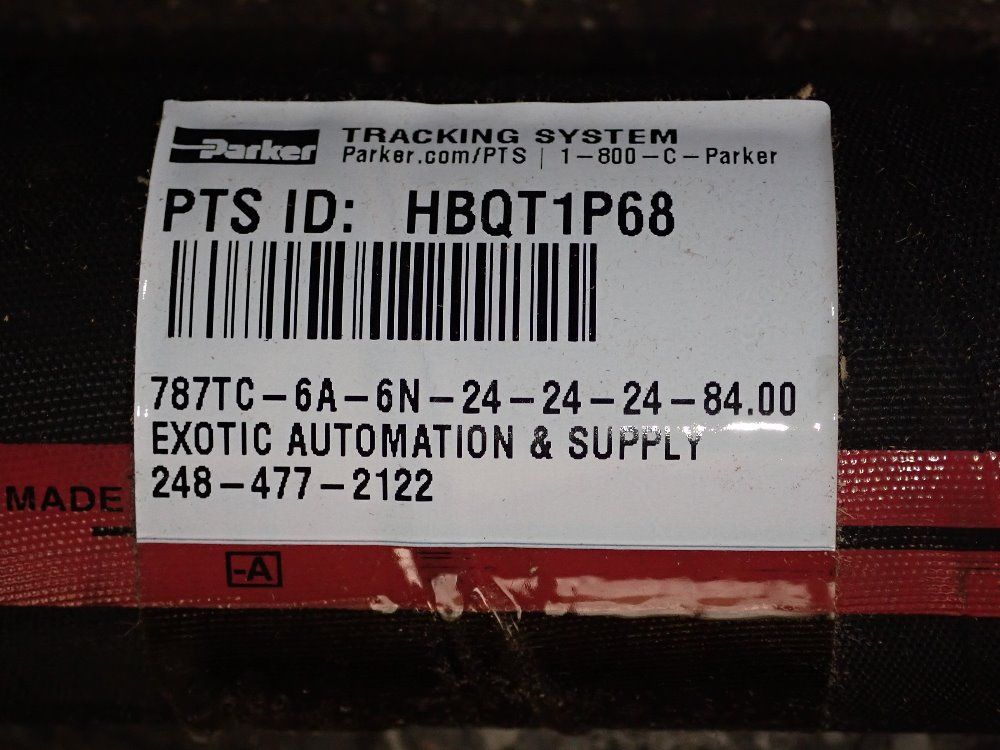 Parker
TRACKING SYSTEM
Parker.com/PTS | 1-800-C-Parker
PTS ID: HBQT1P68
787TC-6A-6N-24-24-24-84.00
EXOTIC AUTOMATION & SUPPLY
248-477-2122
MADE
-A